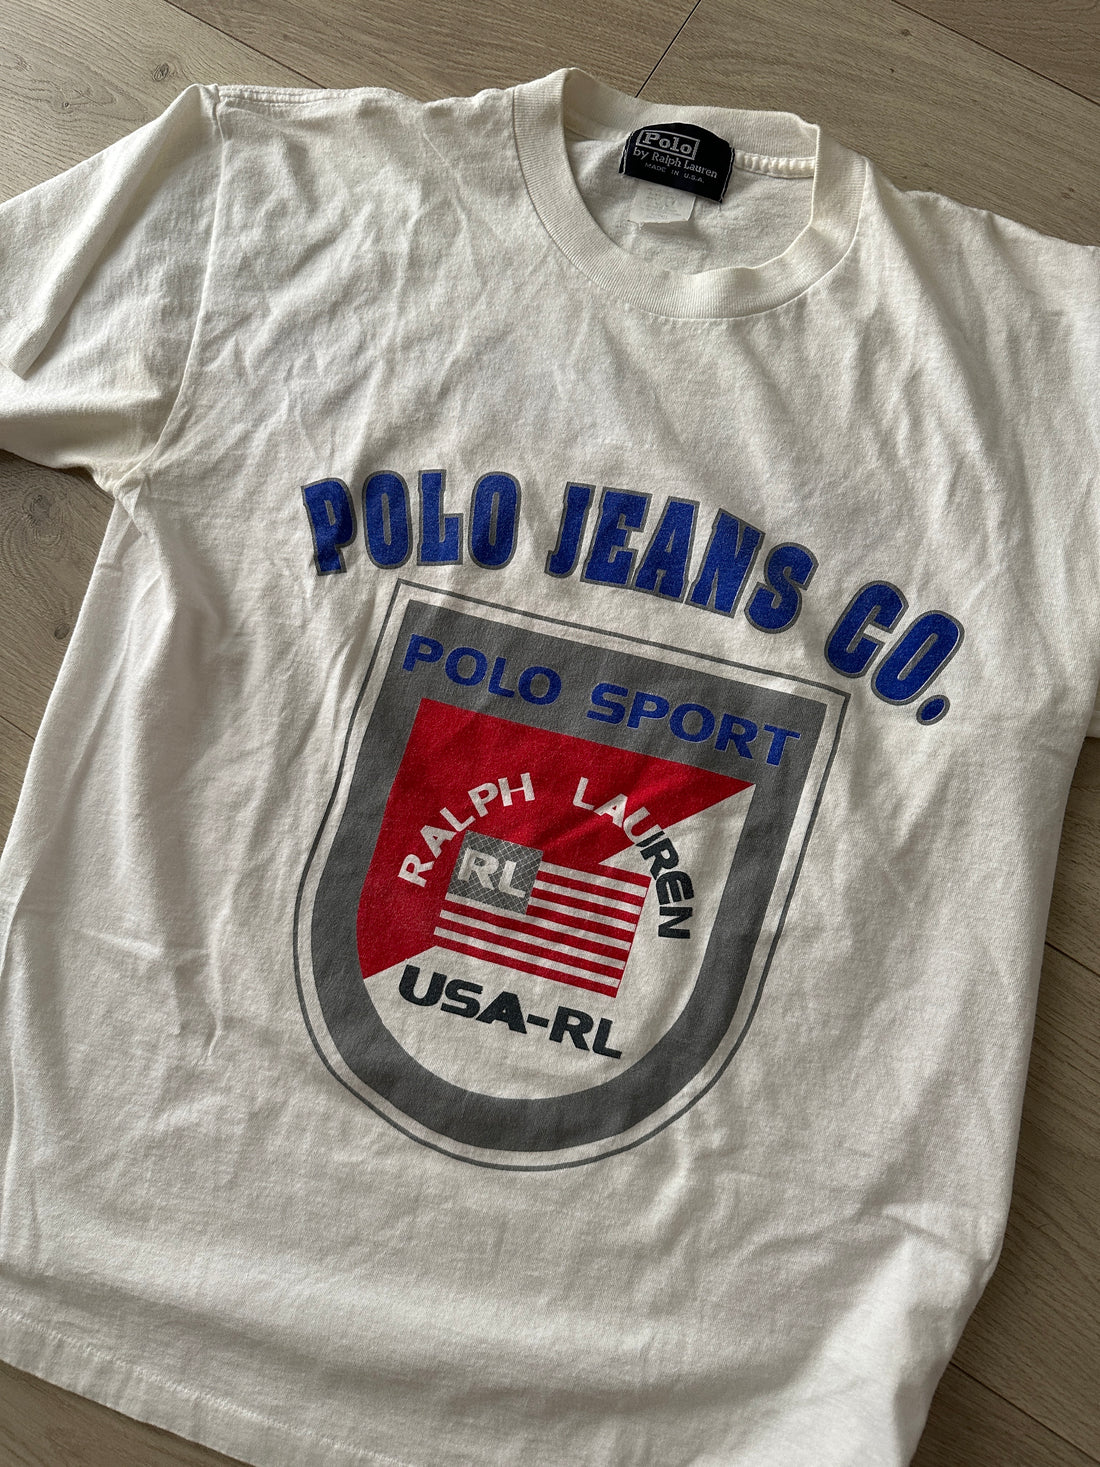 Polo
by Ralph Lauren
MADE IN U.S.A.
POLO JEANS CO.
POLO SPORT
RALPH LAUREN
RL
USA-RL